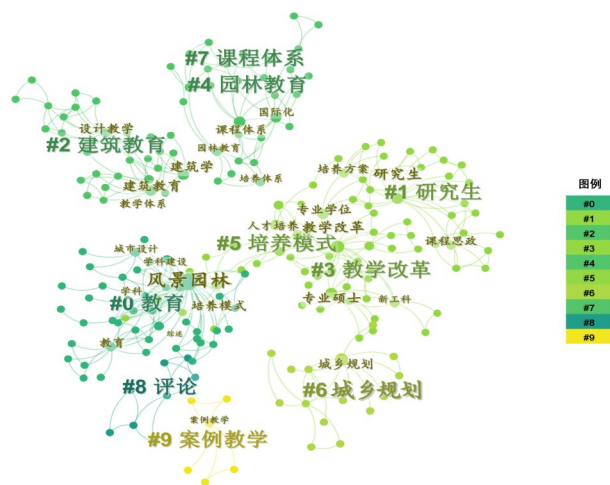 #7 课程体系
#4 园林教育
国际化
课程体系
园林教育
培养体系
设计教学
#2 建筑教育
建筑学
建筑教育
教学体系
培养方案 研究生
#1 研究生
专业学位
人才培养 教学改革
课程思政
#5 培养模式
#3 教学改革
专业硕士 新工科
城市设计
学科建设
风景园林
学科
#0 教育 培养模式
综述
教育
#8 评论
案例教学
#9 案例教学
城乡规划
#6 城乡规划
图例
#0
#1
#2
#3
#4
#5
#6
#7
#8
#9